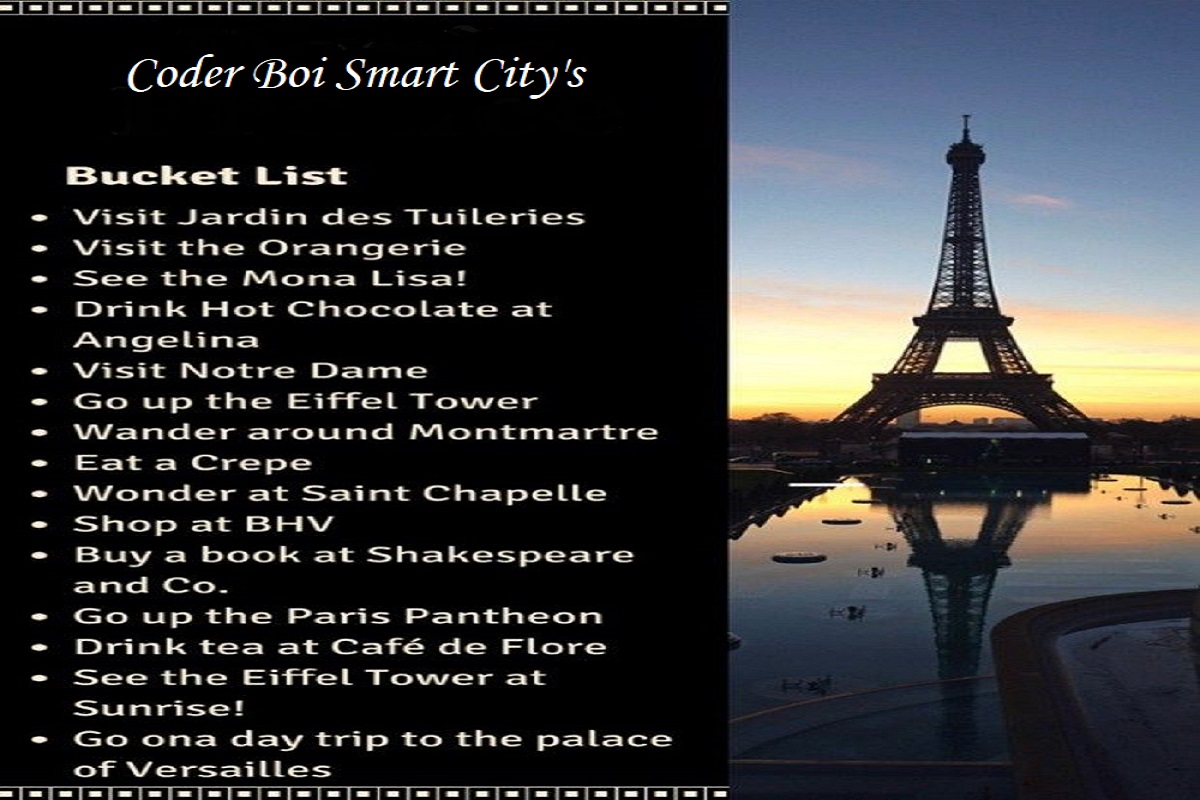 Coder Boi Smart City's
Bucket List
• Visit Jardin des Tuileries
• Visit the Orangerie
• See the Mona Lisa!
• Drink Hot Chocolate at
Angelina
• Visit Notre Dame
• Go up the Eiffel Tower
• Wander around Montmartre
• Eat a Crepe
• Wonder at Saint Chapelle
• Shop at BHV
• Buy a book at Shakespeare
and Co.
• Go up the Paris Pantheon
• Drink tea at Café de Flore
• See the Eiffel Tower at
Sunrise!
• Go ona day trip to the palace
of Versailles